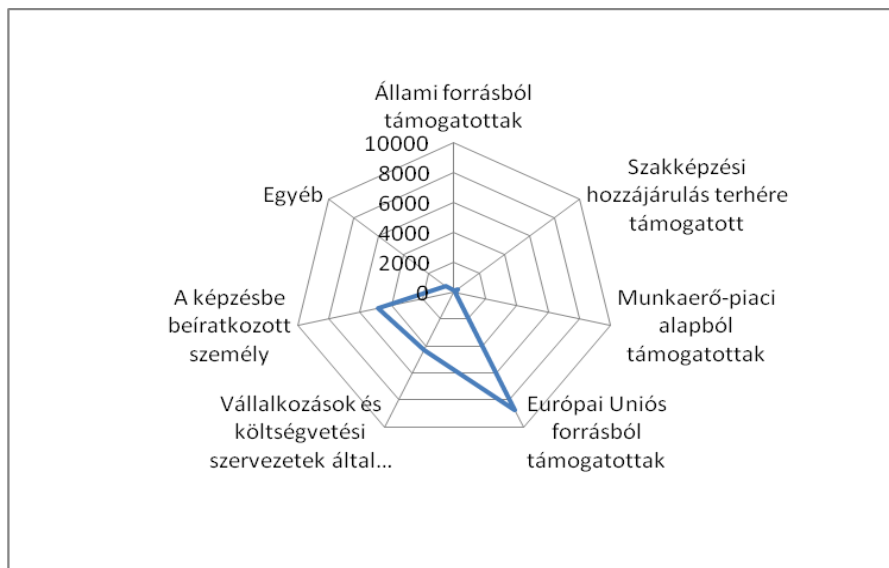 Állami forrásból
támogatottak
10000
8000
6000
4000
2000
0
Szakképzési
hozzájárulás terhére
támogatott
Munkaerő-piaci
alapból
támogatottak
Európai Uniós
forrásból
támogatottak
Vállalkozások és
költségvetési
szervezetek által...
A képzésbe
beíratkozott
személy
Egyéb